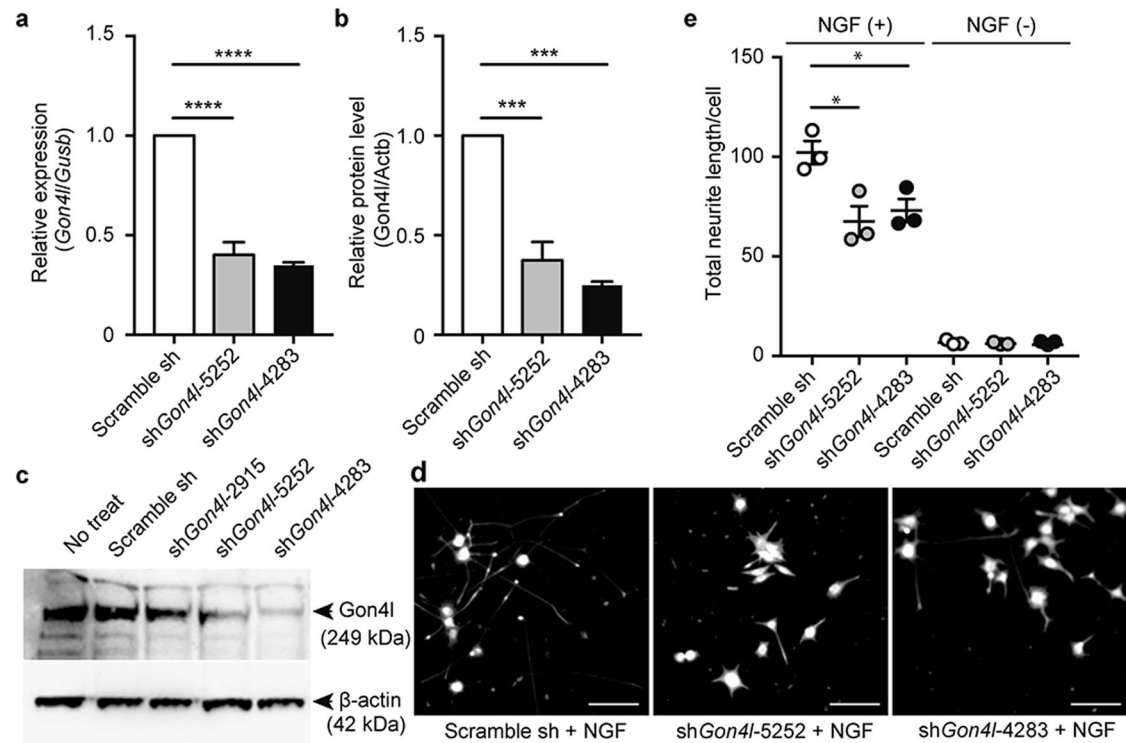 a
1.5
1.0
0.5
0
Relative expression
(Gon4l/Gusb)
****
****
Scramble sh
shGon4l-5252
shGon4l-4283
b
1.5
1.0
0.5
0
Relative protein level
(Gon4l/Actb)
***
***
Scramble sh
shGon4l-5252
shGon4l-4283
e
NGF (+)
NGF (-)
150
100
50
0
Total neurite length/cell
*
*
Scramble sh
shGon4l-5252
shGon4l-4283
Scramble sh
shGon4l-5252
shGon4l-4283
c
No treat
Scramble sh
shGon4l-2915
shGon4l-5252
shGon4l-4283
Gon4l
(249 kDa)
β-actin
(42 kDa)
d
Scramble sh + NGF
shGon4l-5252 + NGF
shGon4l-4283 + NGF